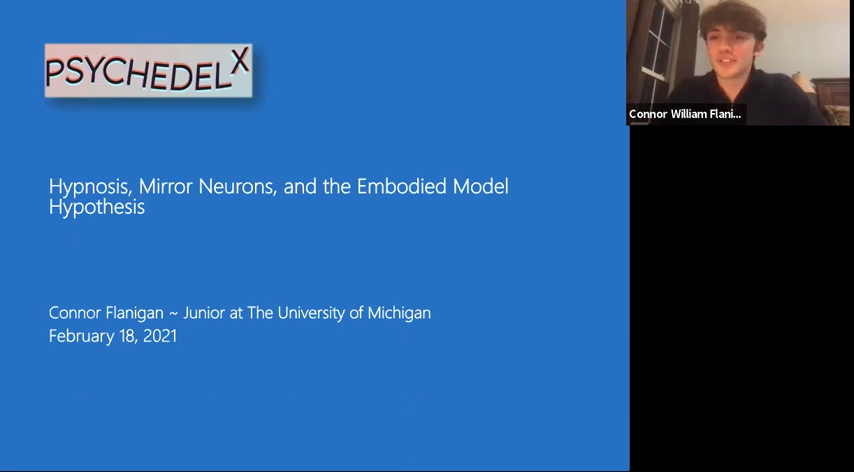 PSYCHEDELX
Connor William Flani...
Hypnosis, Mirror Neurons, and the Embodied Model
Hypothesis
Connor Flanigan ~ Junior at The University of Michigan
February 18, 2021